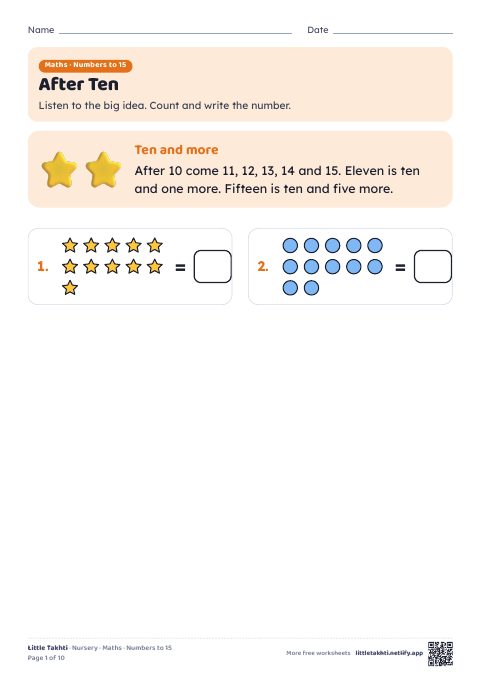 Name
Date
Maths · Numbers to 15
After Ten
Listen to the big idea. Count and write the number.
Ten and more
After 10 come 11, 12, 13, 14 and 15. Eleven is ten
and one more. Fifteen is ten and five more.
1. =
2. =
Little Takhti · Nursery · Maths · Numbers to 15
Page 1 of 10
More free worksheets · littletakhti.netlify.app